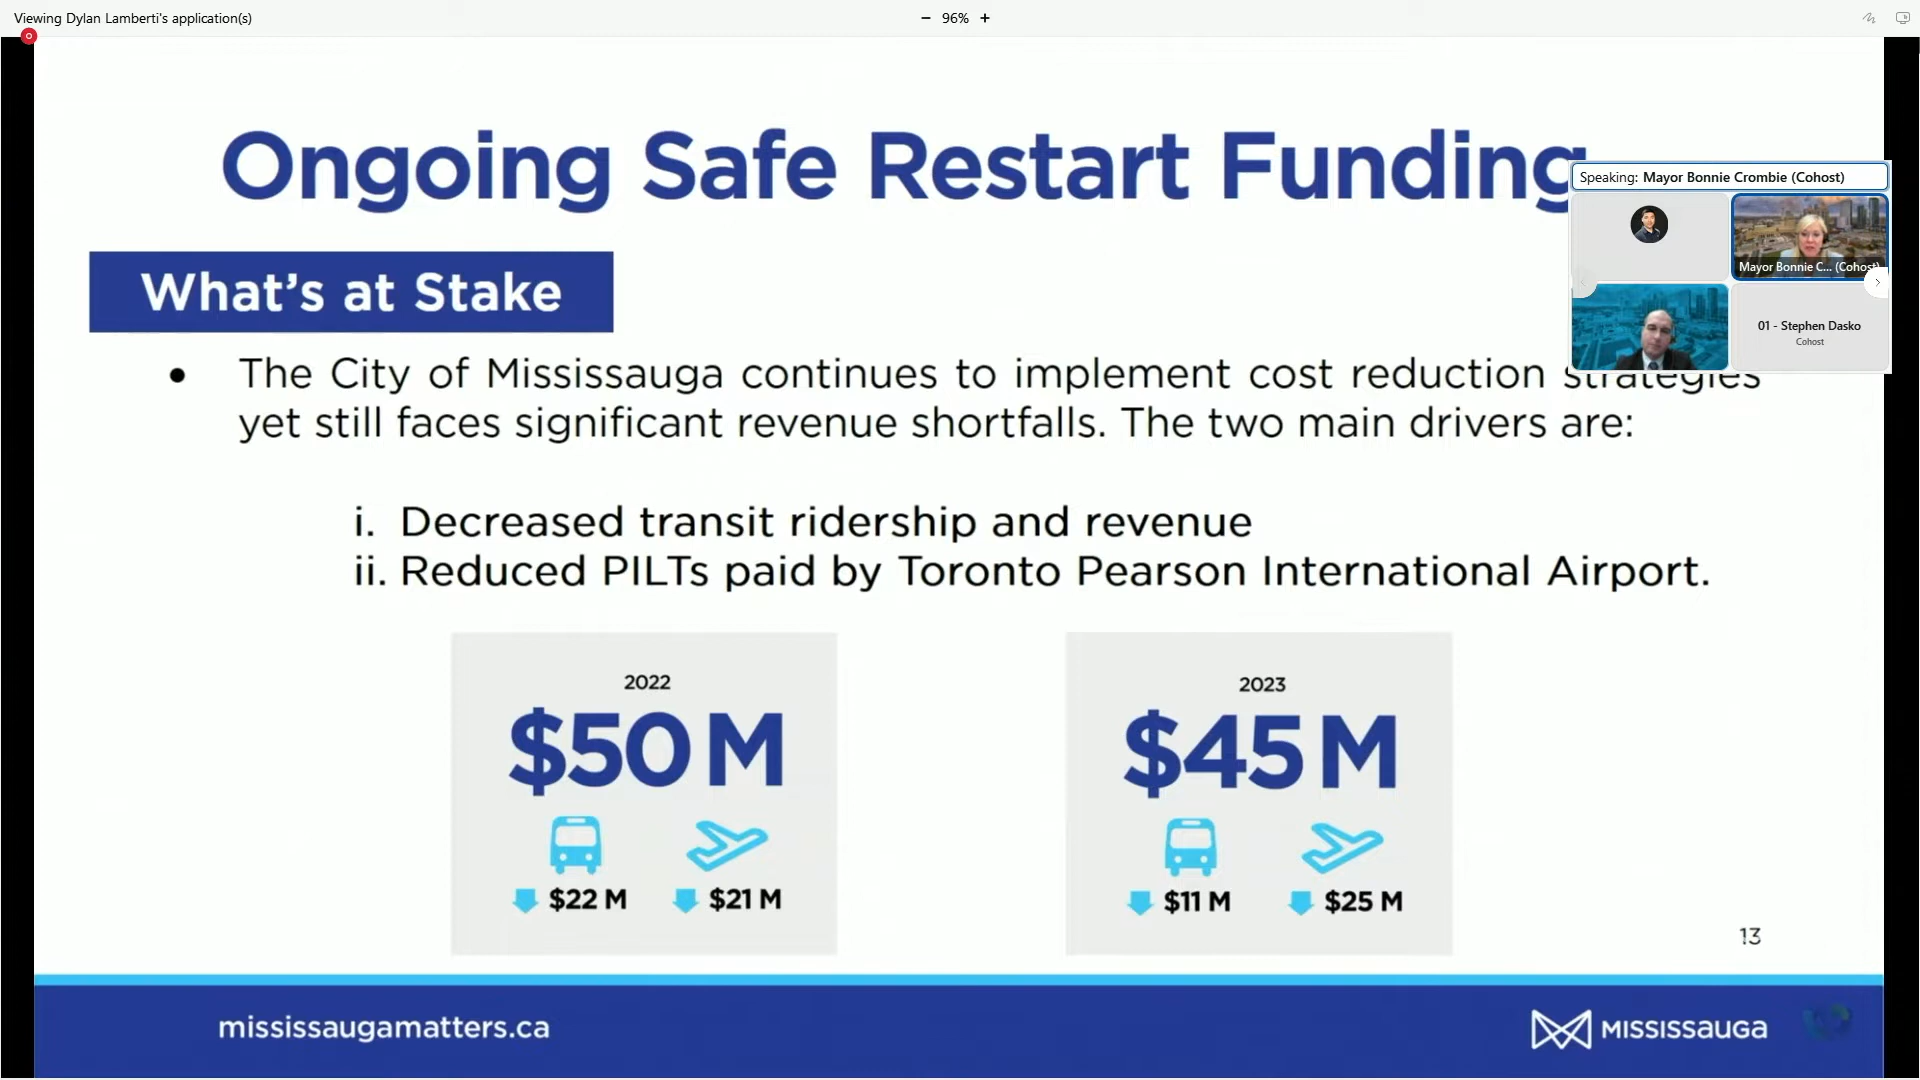 Viewing Dylan Lamberti's application(s)
− 96% +
Ongoing Safe Restart Funding
Speaking: Mayor Bonnie Crombie (Cohost)
Mayor Bonnie C... (Cohost)
01 - Stephen Dasko
Cohost
What's at Stake
• The City of Mississauga continues to implement cost reduction strategies
yet still faces significant revenue shortfalls. The two main drivers are:
i. Decreased transit ridership and revenue
ii. Reduced PILTs paid by Toronto Pearson International Airport.
2022
$50 M
$22 M $21 M
2023
$45 M
$11 M $25 M
13
mississaugamatters.ca
MISSISSAUGA